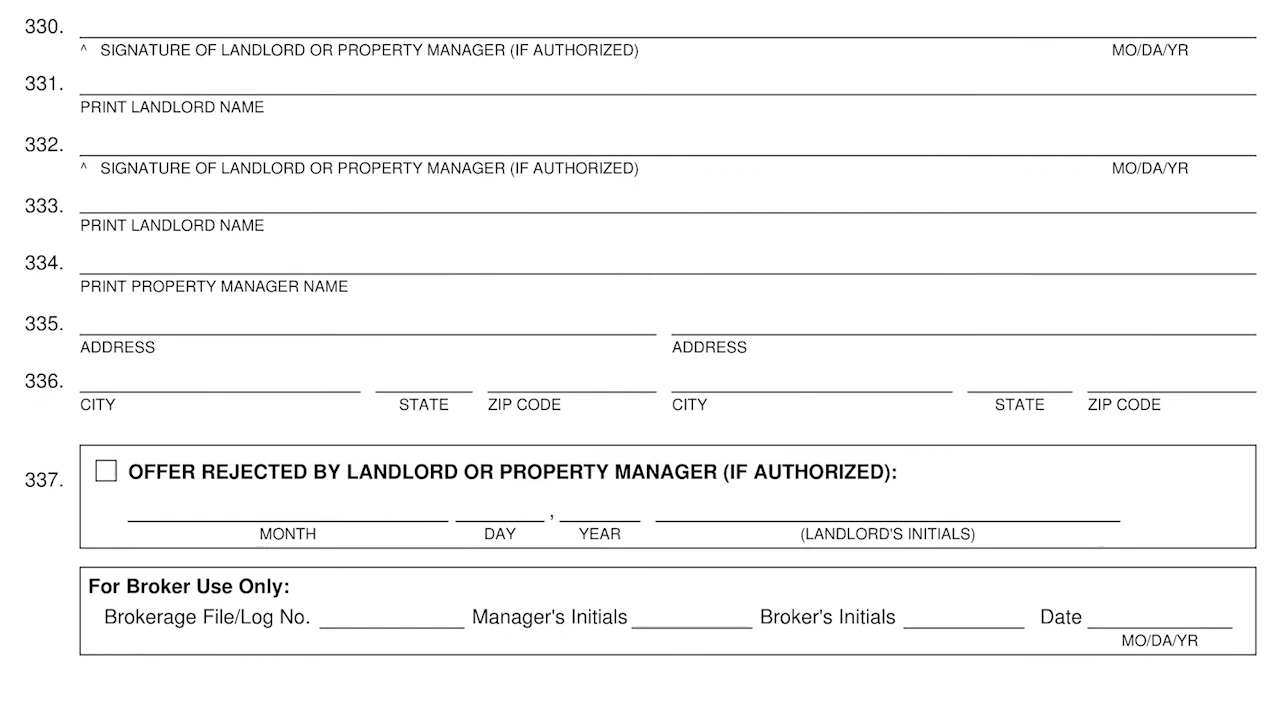 330.
^ SIGNATURE OF LANDLORD OR PROPERTY MANAGER (IF AUTHORIZED) MO/DA/YR
331.
PRINT LANDLORD NAME
332.
^ SIGNATURE OF LANDLORD OR PROPERTY MANAGER (IF AUTHORIZED) MO/DA/YR
333.
PRINT LANDLORD NAME
334.
PRINT PROPERTY MANAGER NAME
335.
ADDRESS ADDRESS
336.
CITY STATE ZIP CODE CITY STATE ZIP CODE
337. OFFER REJECTED BY LANDLORD OR PROPERTY MANAGER (IF AUTHORIZED):
,
MONTH DAY YEAR (LANDLORD'S INITIALS)
For Broker Use Only:
Brokerage File/Log No. Manager's Initials Broker's Initials Date
MO/DA/YR